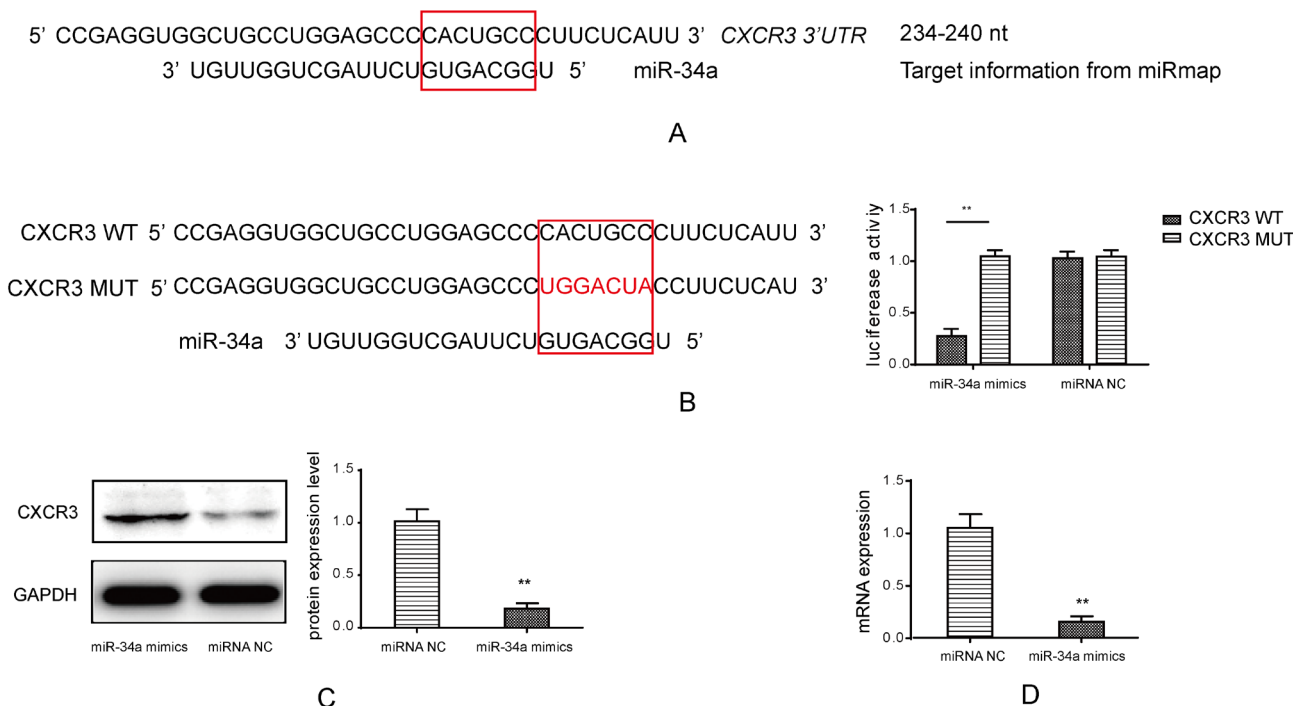 5’ CCGAGGUGGCUGCCUGGAGCCCCACUGCCCUUCUCAUU 3’ CXCR3 3’UTR 234-240 nt
3’ UGUUGGUCGAUUCUGUGACGGU 5’ miR-34a Target information from miRmap
A
CXCR3 WT 5’ CCGAGGUGGCUGCCUGGAGCCCCACUGCCCUUCUCAUU 3’
CXCR3 MUT 5’ CCGAGGUGGCUGCCUGGAGCCCUGGACUACCUUCUCAU 3’
miR-34a 3’ UGUUGGUCGAUUCUGUGACGGU 5’
B
luciferease activiy
1.5
1.0
0.5
0.0
**
miR-34a mimics miRNA NC
CXCR3 WT
CXCR3 MUT
CXCR3
GAPDH
miR-34a mimics miRNA NC
protein expression level
1.5
1.0
0.5
0.0
**
miRNA NC miR-34a mimics
C
mRNA expression
1.5
1.0
0.5
0.0
**
miRNA NC miR-34a mimics
D